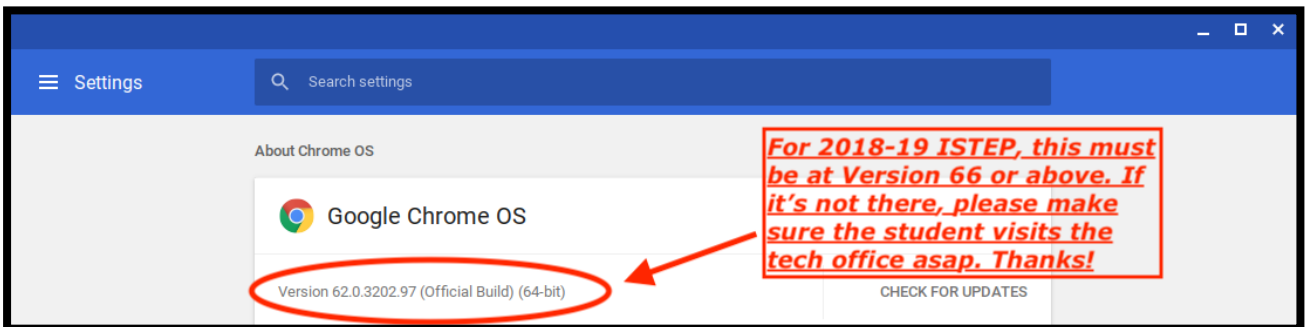 Settings
Search settings
About Chrome OS
Google Chrome OS
Version 62.0.3202.97 (Official Build) (64-bit)
CHECK FOR UPDATES
For 2018-19 ISTEP, this must
be at Version 66 or above. If
it's not there, please make
sure the student visits the
tech office asap. Thanks!